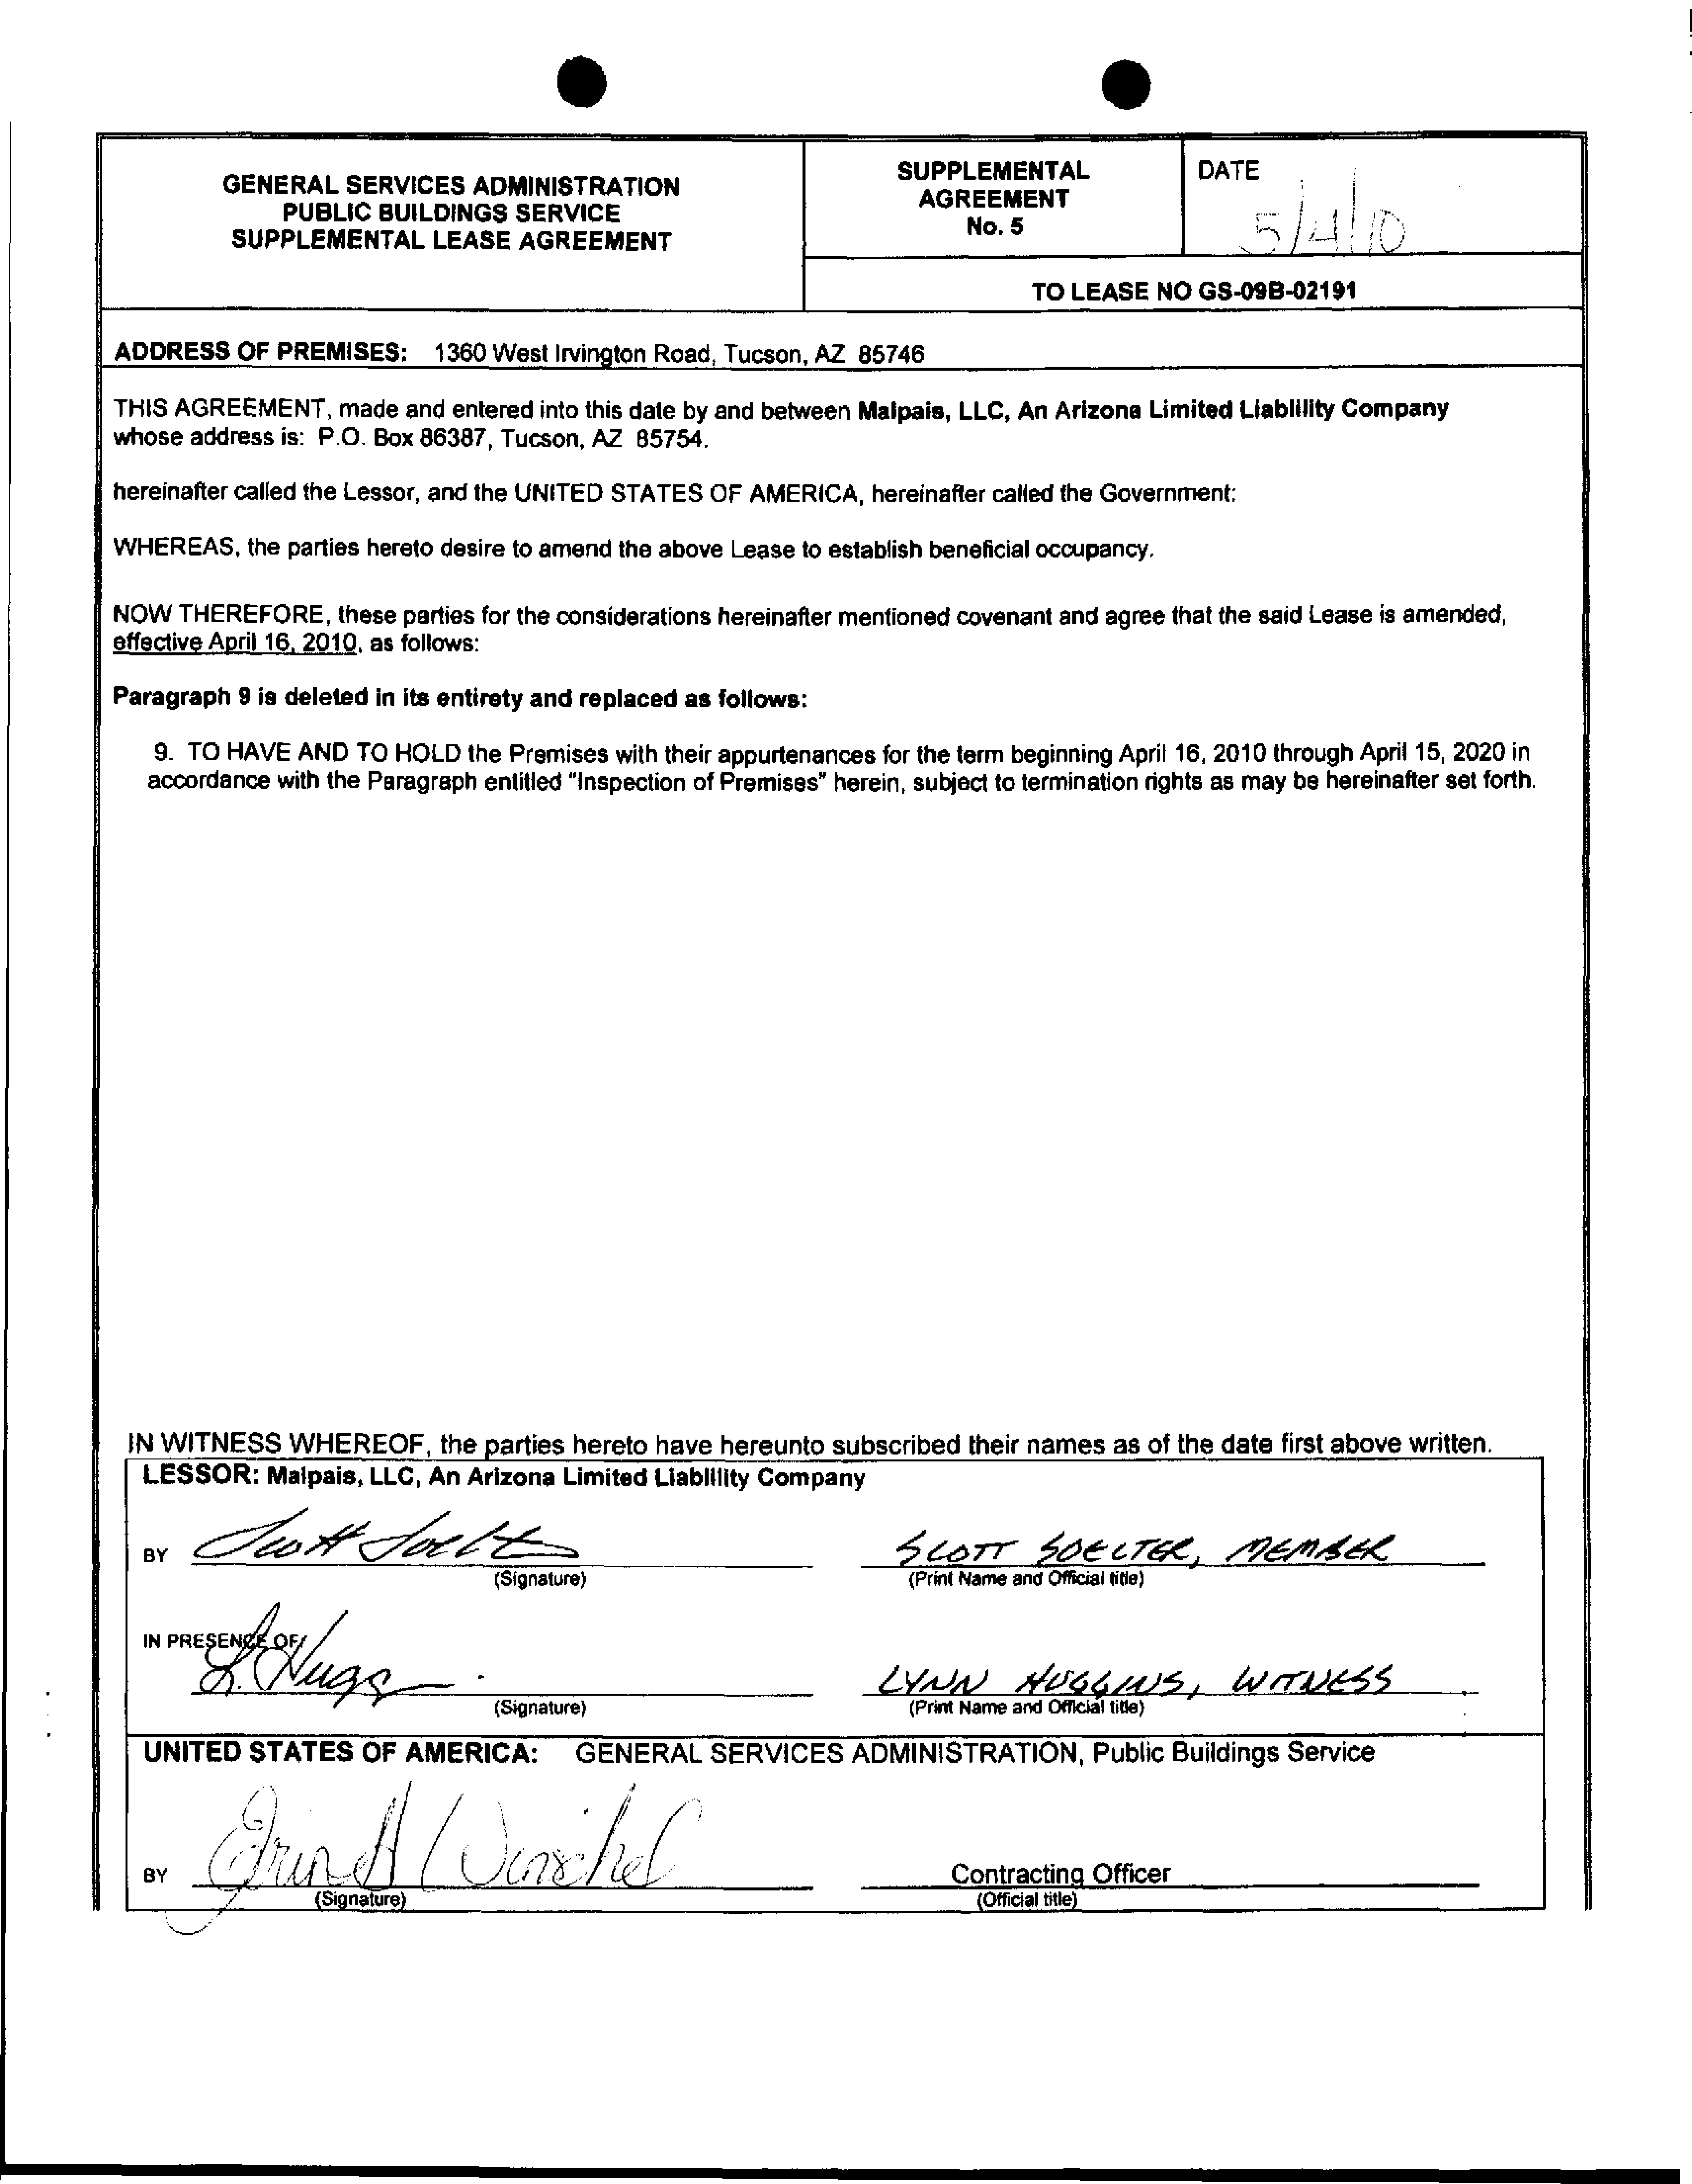 GENERAL SERVICES ADMINISTRATION
PUBLIC BUILDINGS SERVICE
SUPPLEMENTAL LEASE AGREEMENT
SUPPLEMENTAL
AGREEMENT
No. 5
DATE
5/4/10
TO LEASE NO GS-09B-02191
ADDRESS OF PREMISES: 1360 West Irvington Road, Tucson, AZ 85746
THIS AGREEMENT, made and entered into this date by and between Malpais, LLC, An Arizona Limited Liability Company
whose address is: P.O. Box 86387, Tucson, AZ 85754.
hereinafter called the Lessor, and the UNITED STATES OF AMERICA, hereinafter called the Government:
WHEREAS, the parties hereto desire to amend the above Lease to establish beneficial occupancy.
NOW THEREFORE, these parties for the considerations hereinafter mentioned covenant and agree that the said Lease is amended,
effective April 16, 2010, as follows:
Paragraph 9 is deleted in its entirety and replaced as follows:
9. TO HAVE AND TO HOLD the Premises with their appurtenances for the term beginning April 16, 2010 through April 15, 2020 in
accordance with the Paragraph entitled "Inspection of Premises" herein, subject to termination rights as may be hereinafter set forth.
IN WITNESS WHEREOF, the parties hereto have hereunto subscribed their names as of the date first above written.
LESSOR: Malpais, LLC, An Arizona Limited Liability Company
BY SCOTT SOELTER, MEMBER
(Signature) (Print Name and Official title)
IN PRESENCE OF
L. Hugg LYNN HUGGINS, WITNESS
(Signature) (Print Name and Official title)
UNITED STATES OF AMERICA: GENERAL SERVICES ADMINISTRATION, Public Buildings Service
BY Contracting Officer
(Signature) (Official title)